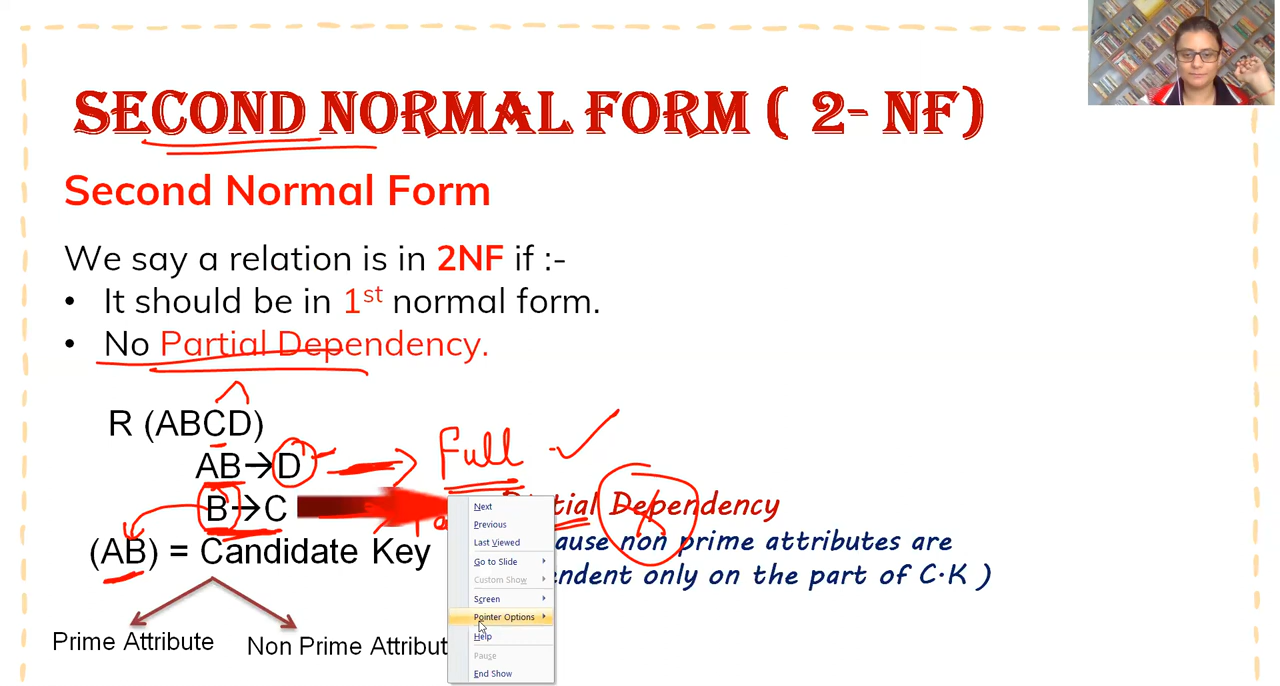 SECOND NORMAL FORM ( 2- NF)
Second Normal Form
We say a relation is in 2NF if :-
• It should be in 1st normal form.
• No Partial Dependency.
R (ABCD)
AB→D
Full ✓
B→C
Dependency
(AB) = Candidate Key
non prime attributes are
only on the part of C.K )
Prime Attribute
Non Prime Attribut
Next
Previous
Last Viewed
Go to Slide
Custom Show
Screen
Pointer Options
Help
Pause
End Show